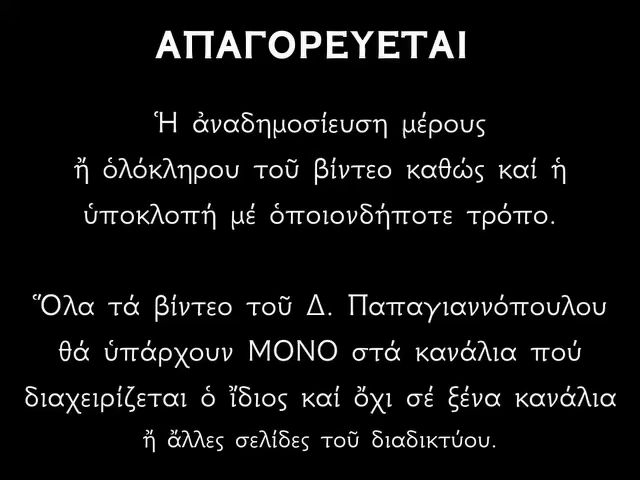 ΑΠΑΓΟΡΕΥΕΤΑΙ
Ἡ ἀναδημοσίευση μέρους
ἤ ὁλόκληρου τοῦ βίντεο καθώς καί ἡ
ὑποκλοπή μέ ὁποιονδήποτε τρόπο.
Ὅλα τά βίντεο τοῦ Δ. Παπαγιαννόπουλου
θά ὑπάρχουν ΜΟΝΟ στά κανάλια πού
διαχειρίζεται ὁ ἴδιος καί ὄχι σέ ξένα κανάλια
ἤ ἄλλες σελίδες τοῦ διαδικτύου.